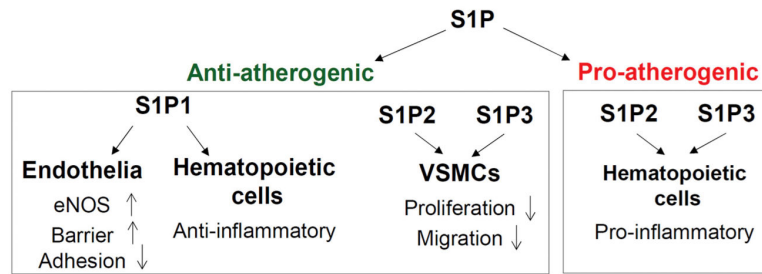 S1P
Anti-atherogenic
Pro-atherogenic
S1P1
S1P2 S1P3
S1P2 S1P3
Endothelia
eNOS ↑
Barrier ↑
Adhesion ↓
Hematopoietic
cells
Anti-inflammatory
VSMCs
Proliferation ↓
Migration ↓
Hematopoietic
cells
Pro-inflammatory